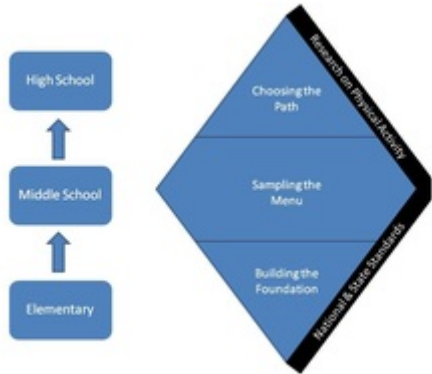 High School
Middle School
Elementary
Choosing the
Path
Sampling the
Menu
Building the
Foundation
Research on Physical Activity
National & State Standards